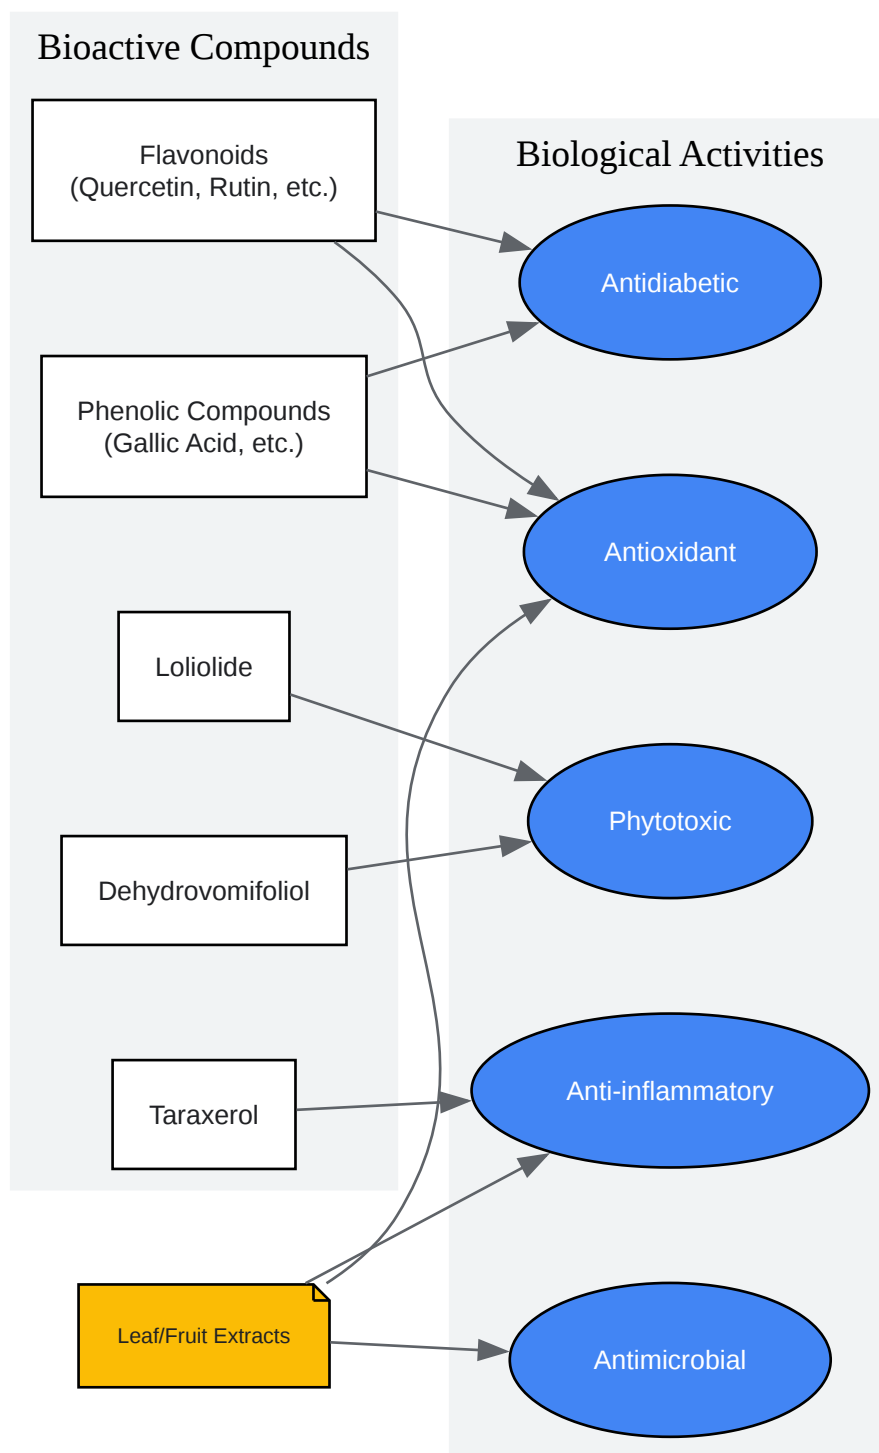 Bioactive Compounds
Flavonoids
(Quercetin, Rutin, etc.)
Phenolic Compounds
(Gallic Acid, etc.)
Loliolide
Dehydrovomifoliol
Taraxerol
Leaf/Fruit Extracts
Biological Activities
Antidiabetic
Antioxidant
Phytotoxic
Anti-inflammatory
Antimicrobial